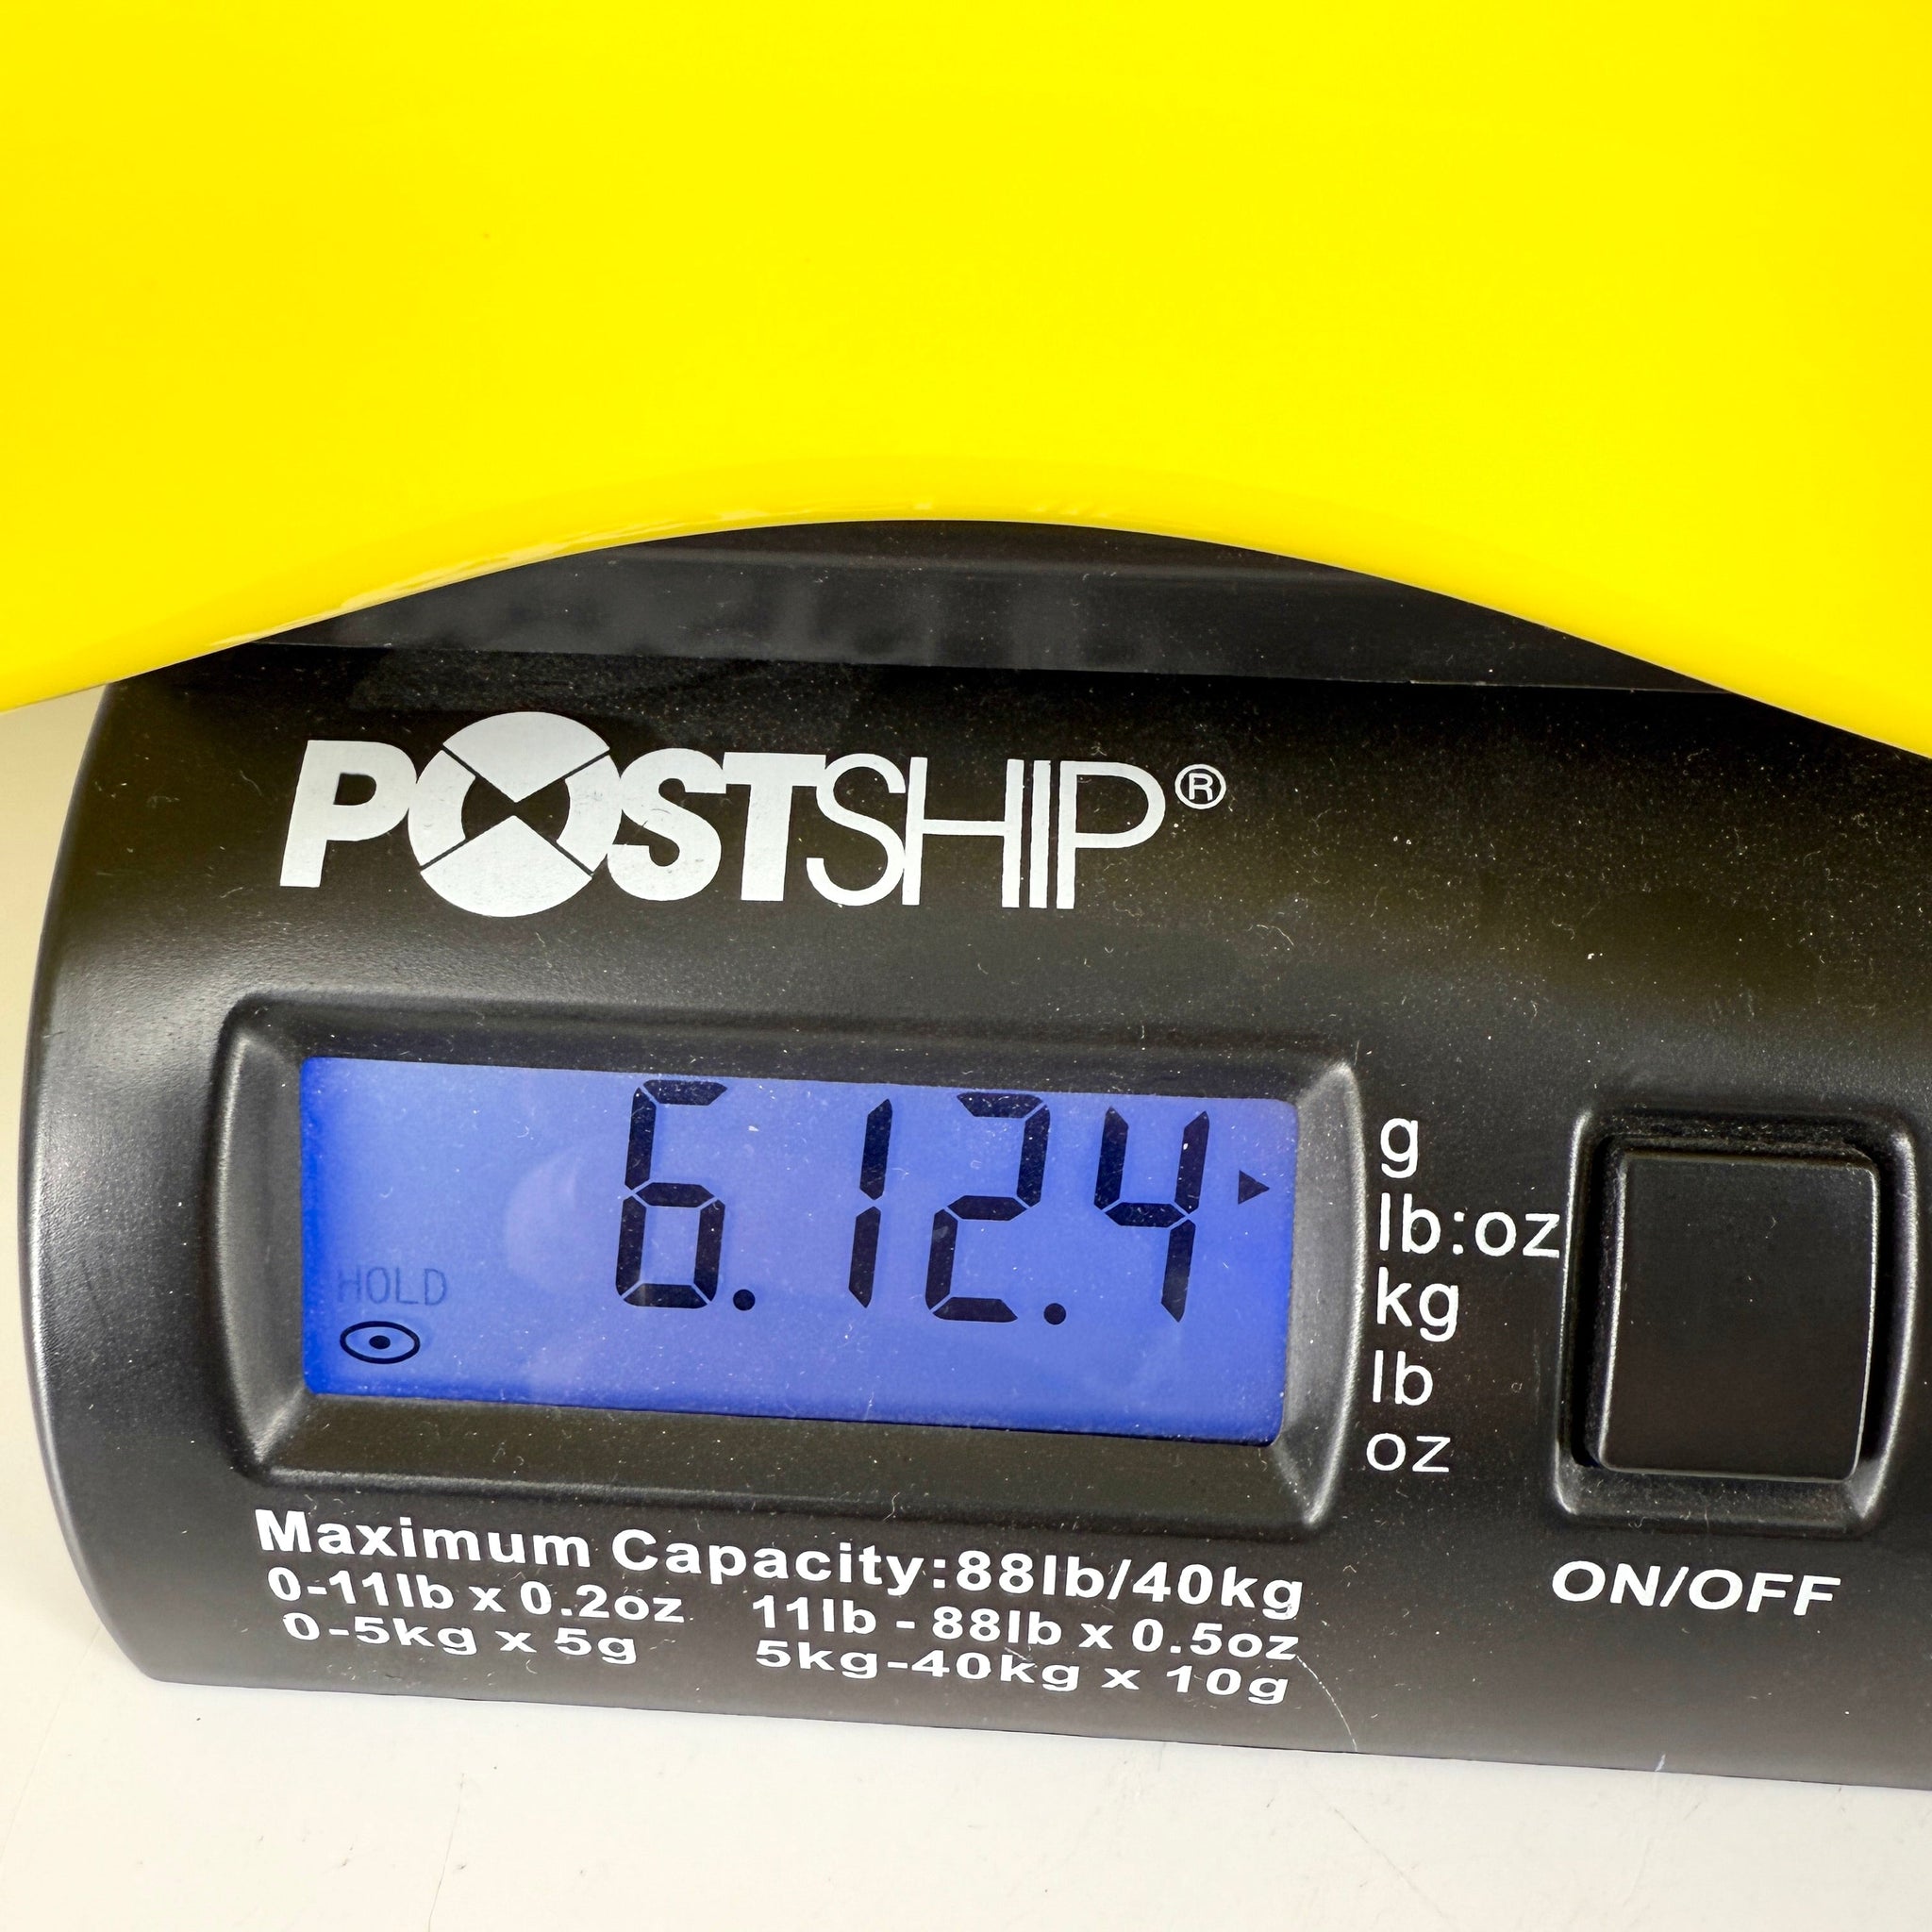 POSTSHIP®
6.12.4
HOLD
g
lb:oz
kg
lb
oz
Maximum Capacity:88lb/40kg
0-11lb x 0.2oz 11lb - 88lb x 0.5oz
0-5kg x 5g 5kg-40kg x 10g
ON/OFF